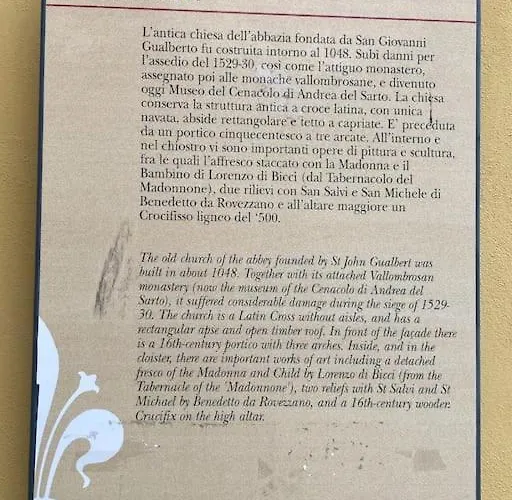 L'antica chiesa dell'abbazia fondata da San Giovanni
Gualberto fu costruita intorno al 1048. Subì danni per
l'assedio del 1529-30, così come l'attiguo monastero,
assegnato poi alle monache vallombrosane, e divenuto
oggi Museo del Cenacolo di Andrea del Sarto. La chiesa
conserva la struttura antica a croce latina, con unica
navata, abside rettangolare e tetto a capriate. E' preceduta
da un portico cinquecentesco a tre arcate. All'interno e
nel chiostro vi sono importanti opere di pittura e scultura,
fra le quali l'affresco staccato con la Madonna e il
Bambino di Lorenzo di Bicci (dal Tabernacolo del
Madonnone), due rilievi con San Salvi e San Michele di
Benedetto da Rovezzano e all'altare maggiore un
Crocifisso ligneo del '500.
The old church of the abbey founded by St John Gualbert was
built in about 1048. Together with its attached Vallombrosan
monastery (now the museum of the Cenacolo di Andrea del
Sarto), it suffered considerable damage during the siege of 1529-
30. The church is a Latin Cross without aisles, and has a
rectangular apse and open timber roof. In front of the façade there
is a 16th-century portico with three arches. Inside, and in the
cloister, there are important works of art including a detached
fresco of the Madonna and Child by Lorenzo di Bicci (from the
Tabernacle of the 'Madonnone'), two reliefs with St Salvi and St
Michael by Benedetto da Rovezzano, and a 16th-century wooden
Crucifix on the high altar.